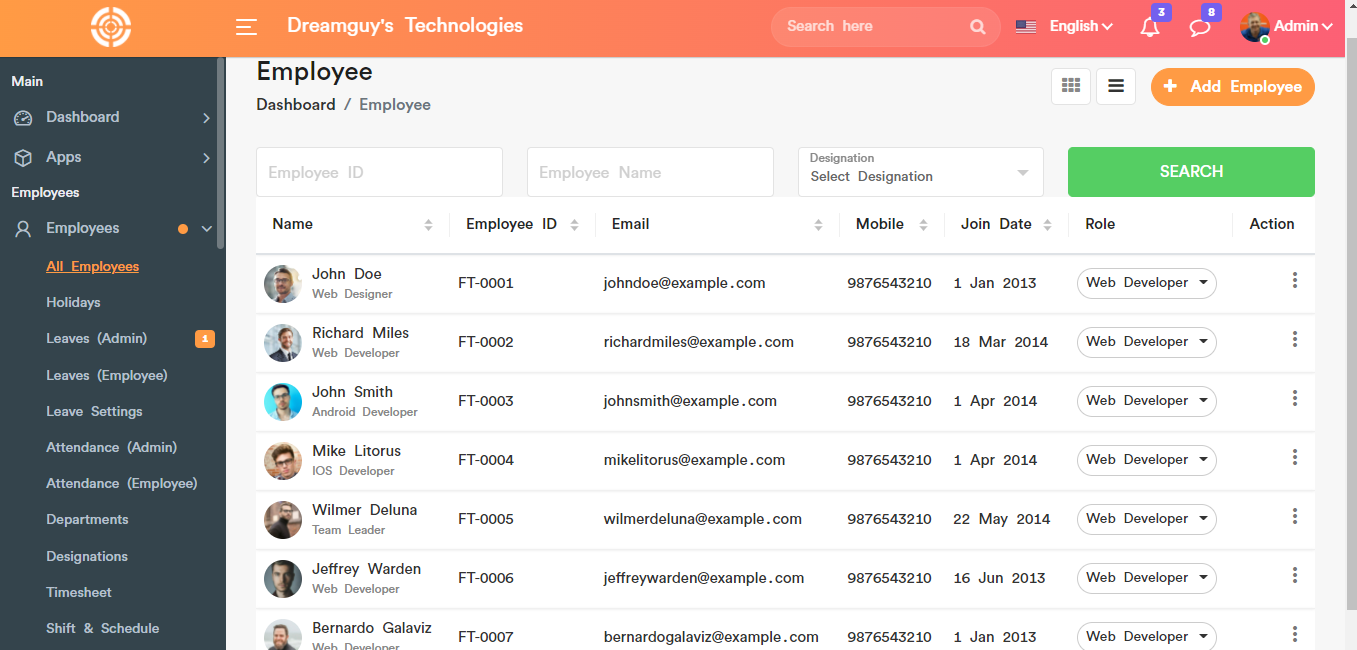 Dreamguy's Technologies
Search here
English
3
8
Admin
Main
Dashboard
Apps
Employees
Employees
All Employees
Holidays
Leaves (Admin)
1
Leaves (Employee)
Leave Settings
Attendance (Admin)
Attendance (Employee)
Departments
Designations
Timesheet
Shift & Schedule
Employee
Dashboard / Employee
+ Add Employee
Employee ID
Employee Name
Designation
Select Designation
SEARCH
Name Employee ID Email Mobile Join Date Role Action
John Doe
Web Designer
FT-0001 johndoe@example.com 9876543210 1 Jan 2013 Web Developer
Richard Miles
Web Developer
FT-0002 richardmiles@example.com 9876543210 18 Mar 2014 Web Developer
John Smith
Android Developer
FT-0003 johnsmith@example.com 9876543210 1 Apr 2014 Web Developer
Mike Litorus
IOS Developer
FT-0004 mikelitorus@example.com 9876543210 1 Apr 2014 Web Developer
Wilmer Deluna
Team Leader
FT-0005 wilmerdeluna@example.com 9876543210 22 May 2014 Web Developer
Jeffrey Warden
Web Developer
FT-0006 jeffreywarden@example.com 9876543210 16 Jun 2013 Web Developer
Bernardo Galaviz
Web Developer
FT-0007 bernardogalaviz@example.com 9876543210 1 Jan 2013 Web Developer